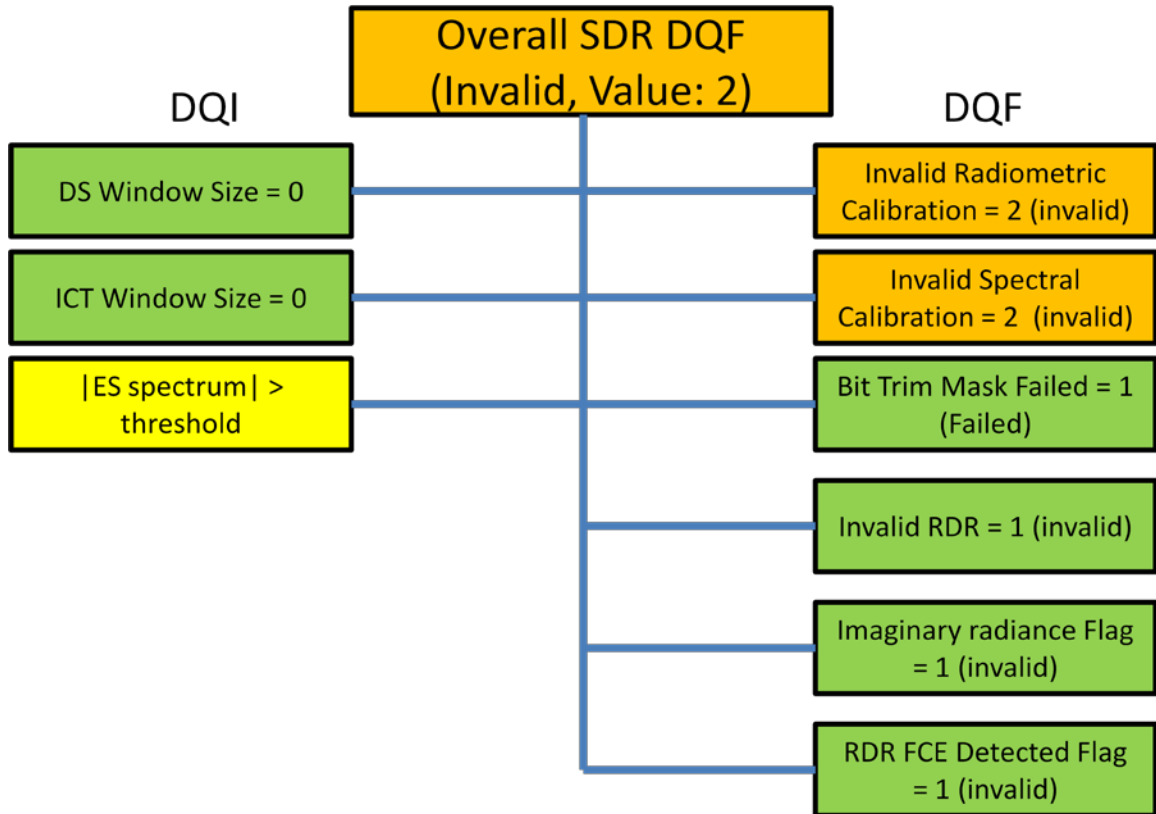 Overall SDR DQF
(Invalid, Value: 2)
DQI
DQF
DS Window Size = 0
ICT Window Size = 0
|ES spectrum| >
threshold
Invalid Radiometric
Calibration = 2 (invalid)
Invalid Spectral
Calibration = 2  (invalid)
Bit Trim Mask Failed = 1
(Failed)
Invalid RDR = 1 (invalid)
Imaginary radiance Flag
= 1 (invalid)
RDR FCE Detected Flag
= 1 (invalid)